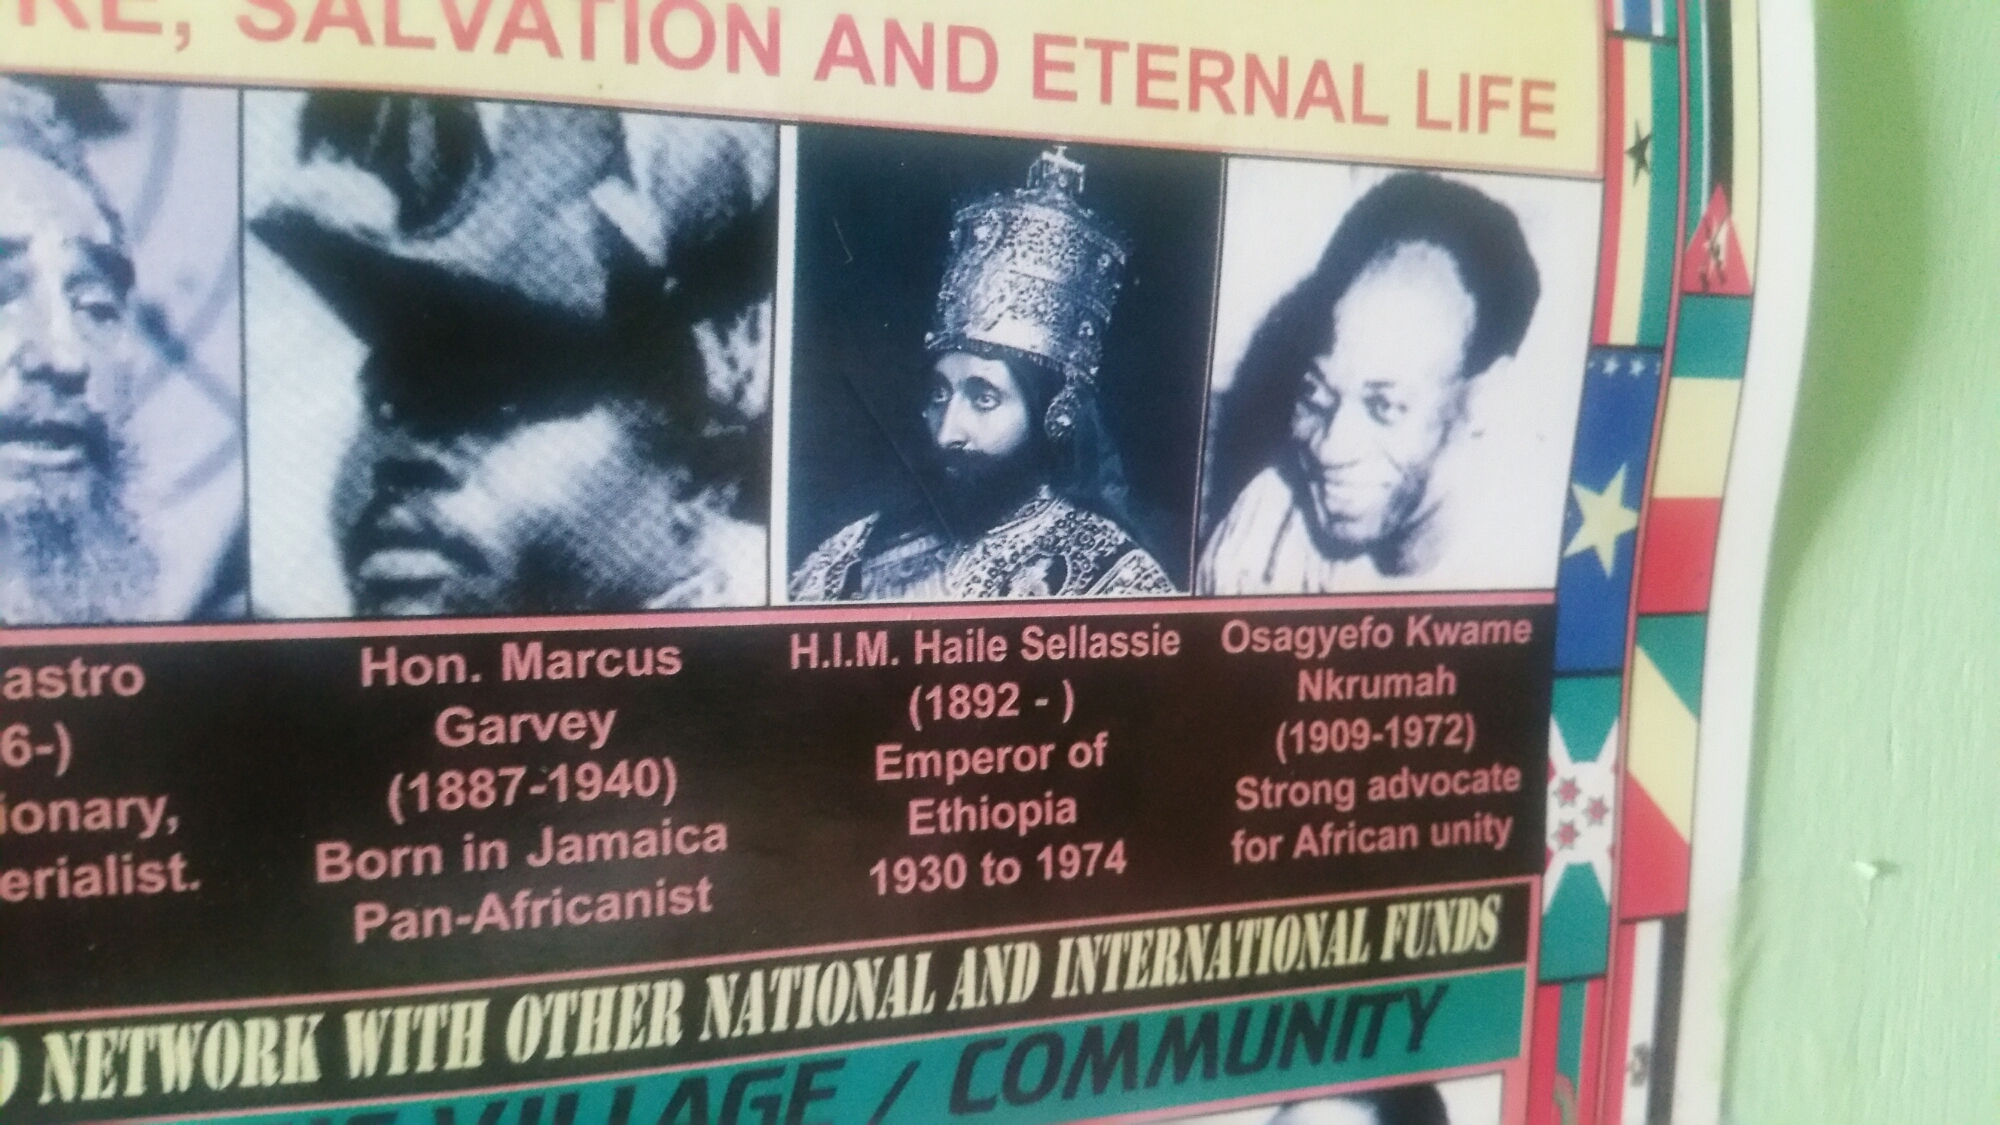 RE, SALVATION AND ETERNAL LIFE
astro
6-)
ionary,
erialist.
Hon. Marcus
Garvey
(1887-1940)
Born in Jamaica
Pan-Africanist
H.I.M. Haile Sellassie
(1892 - )
Emperor of
Ethiopia
1930 to 1974
Osagyefo Kwame
Nkrumah
(1909-1972)
Strong advocate
for African unity
NETWORK WITH OTHER NATIONAL AND INTERNATIONAL FUNDS
VILLAGE / COMMUNITY